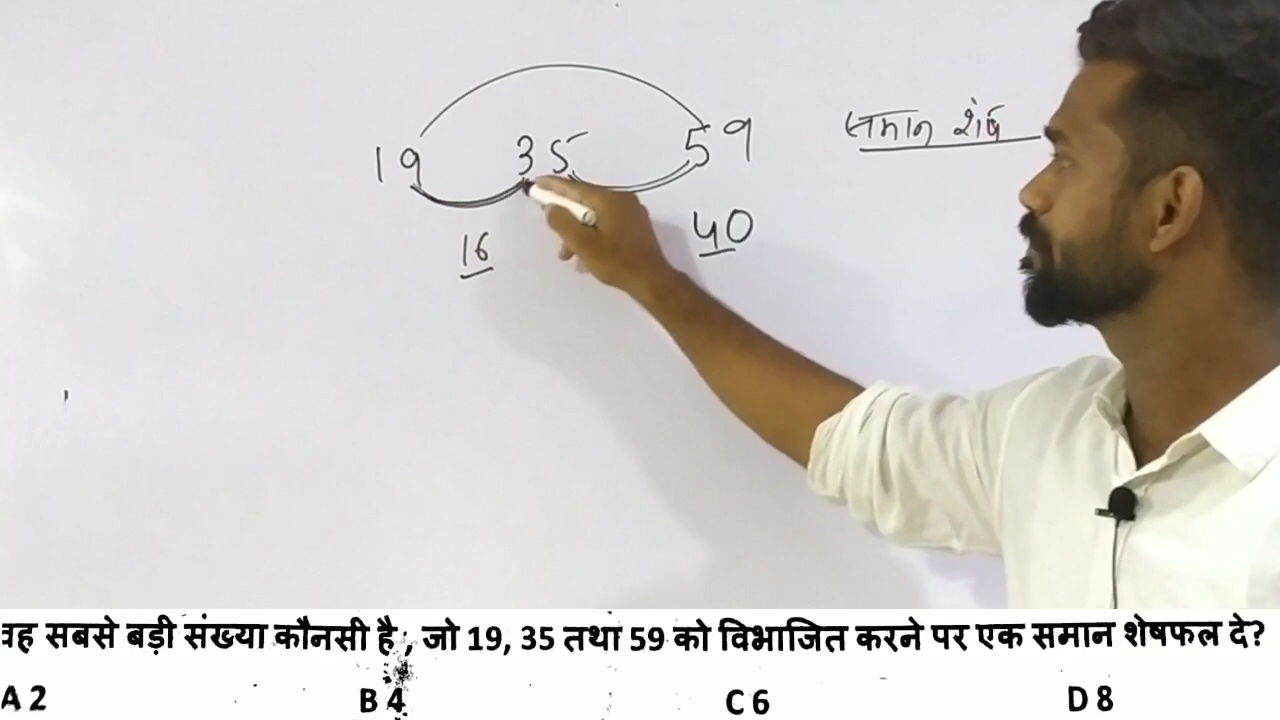 19 35 59
समान शेष
16 40
वह सबसे बड़ी संख्या कौनसी है , जो 19, 35 तथा 59 को विभाजित करने पर एक समान शेषफल दे?
A 2 B 4 C 6 D 8